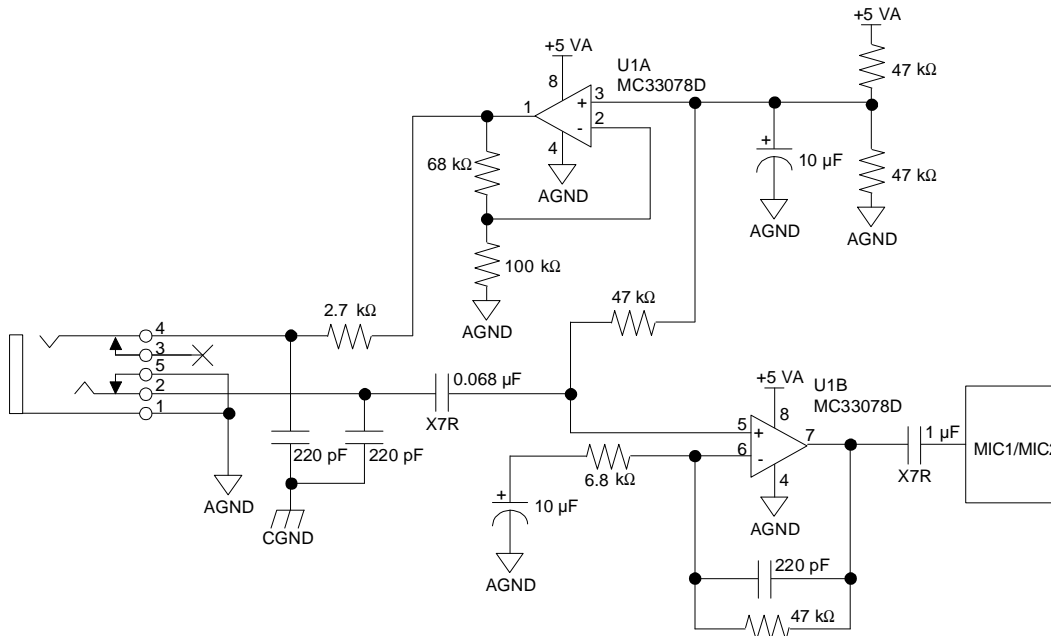 +5 VA
+5 VA
U1A
MC33078D
47 kΩ
8
1
+
3
-
2
4
AGND
68 kΩ
+
10 µF
47 kΩ
AGND
AGND
100 kΩ
AGND
2.7 kΩ
47 kΩ
4
3
5
2
1
0.068 µF
X7R
+5 VA
U1B
MC33078D
8
5
+
7
6
-
4
AGND
1 µF
X7R
MIC1/MIC2
220 pF
220 pF
6.8 kΩ
+
10 µF
AGND
AGND
CGND
220 pF
47 kΩ